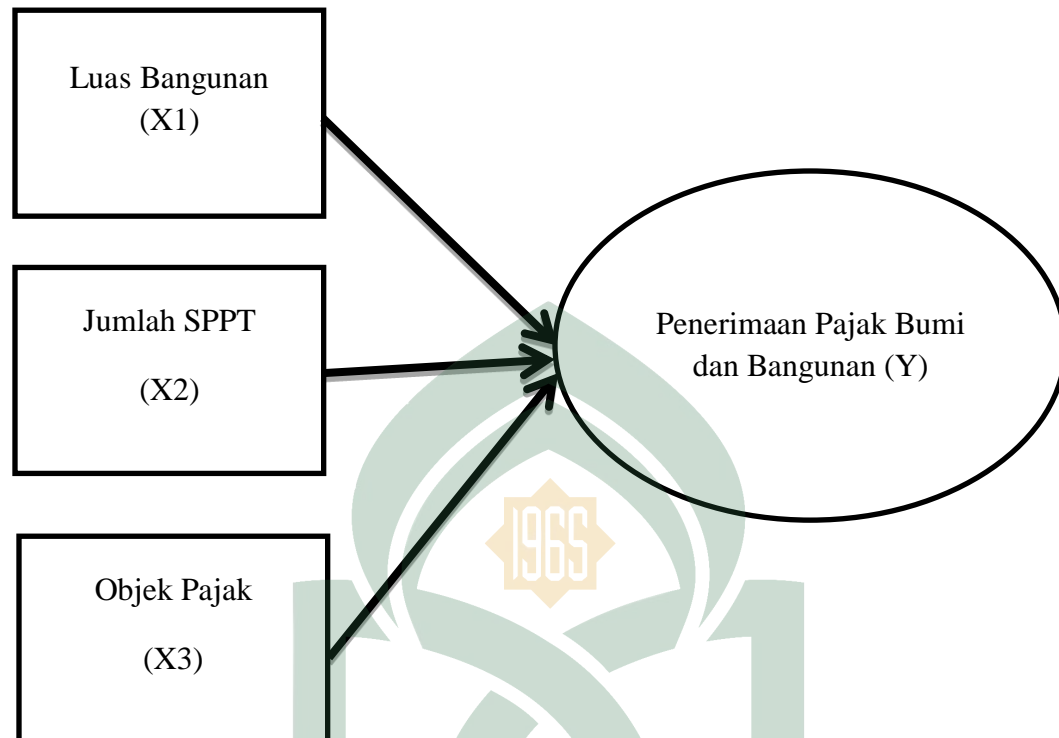 Luas Bangunan
(X1)
Jumlah SPPT
(X2)
Objek Pajak
(X3)
Penerimaan Pajak Bumi
dan Bangunan (Y)
1965